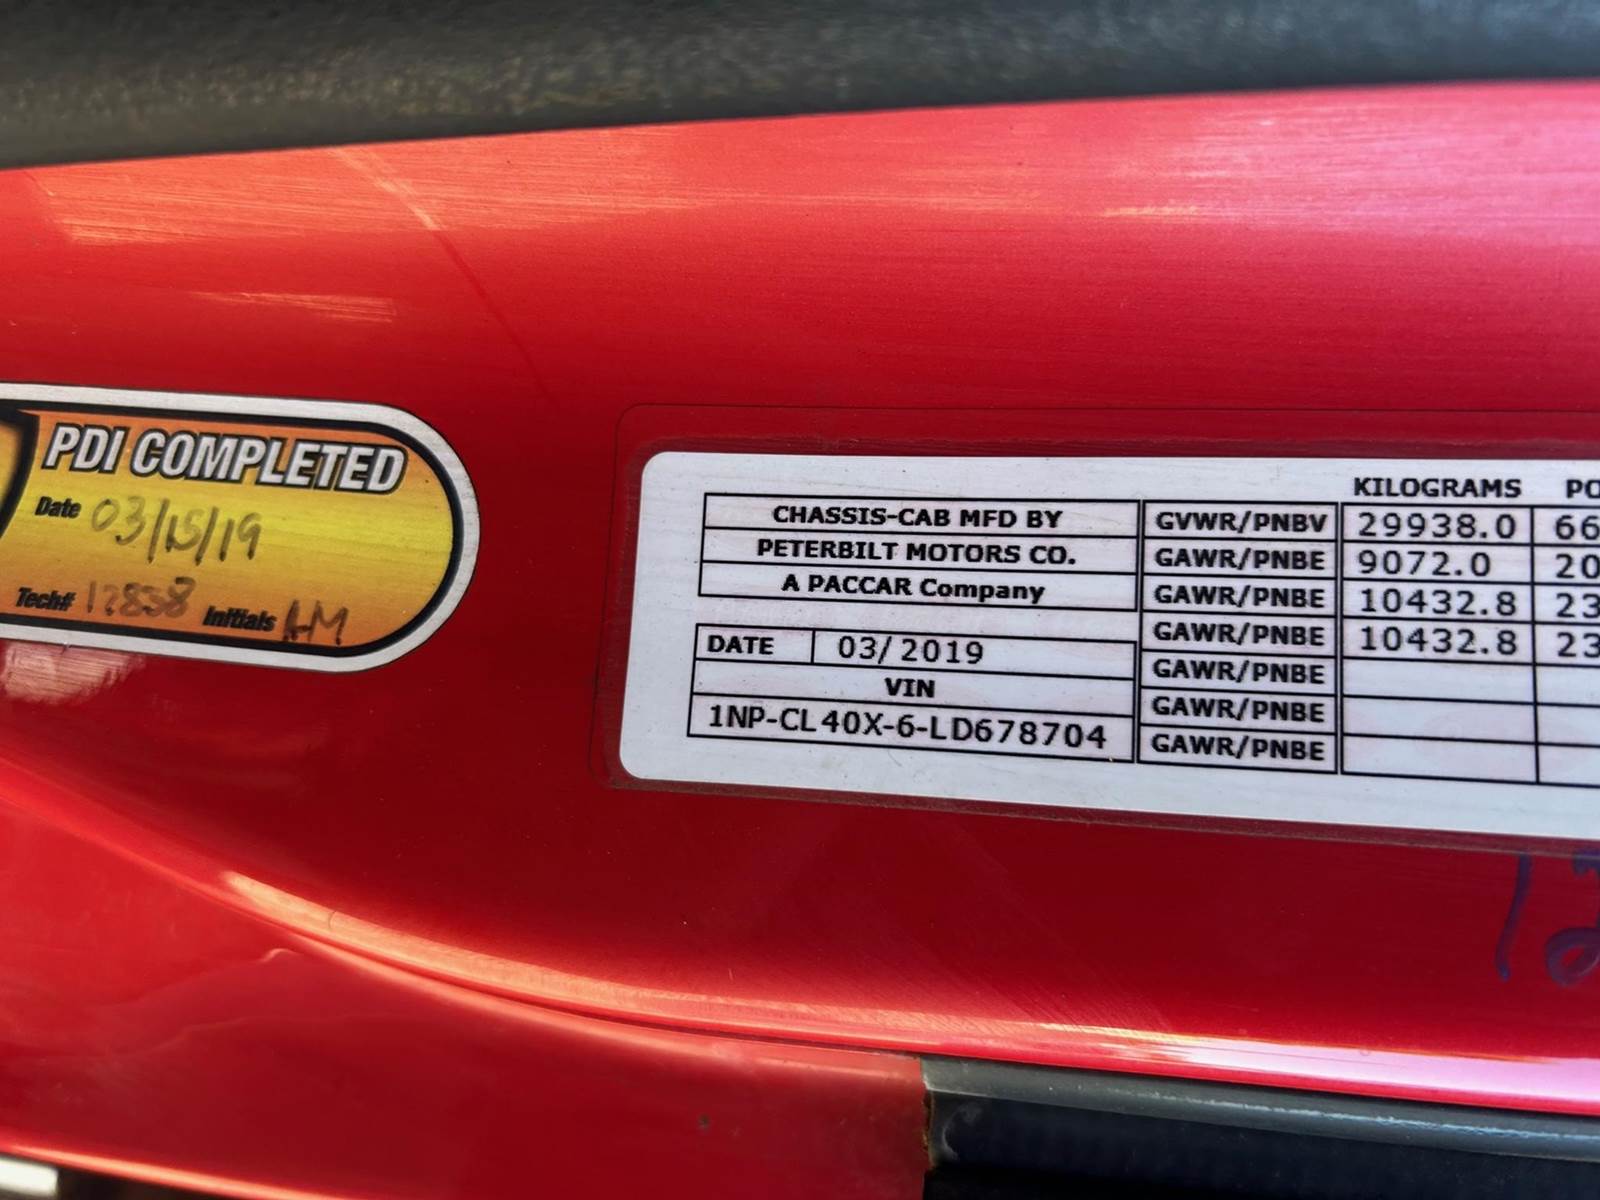 PDI COMPLETED
Date 03/15/19
Tech# 12838 Initials AM
KILOGRAMS
CHASSIS-CAB MFD BY
PETERBILT MOTORS CO.
A PACCAR Company
DATE 03/2019
VIN
1NP-CL40X-6-LD678704
GVWR/PNBV 29938.0
GAWR/PNBE 9072.0
GAWR/PNBE 10432.8
GAWR/PNBE 10432.8
GAWR/PNBE
GAWR/PNBE
GAWR/PNBE